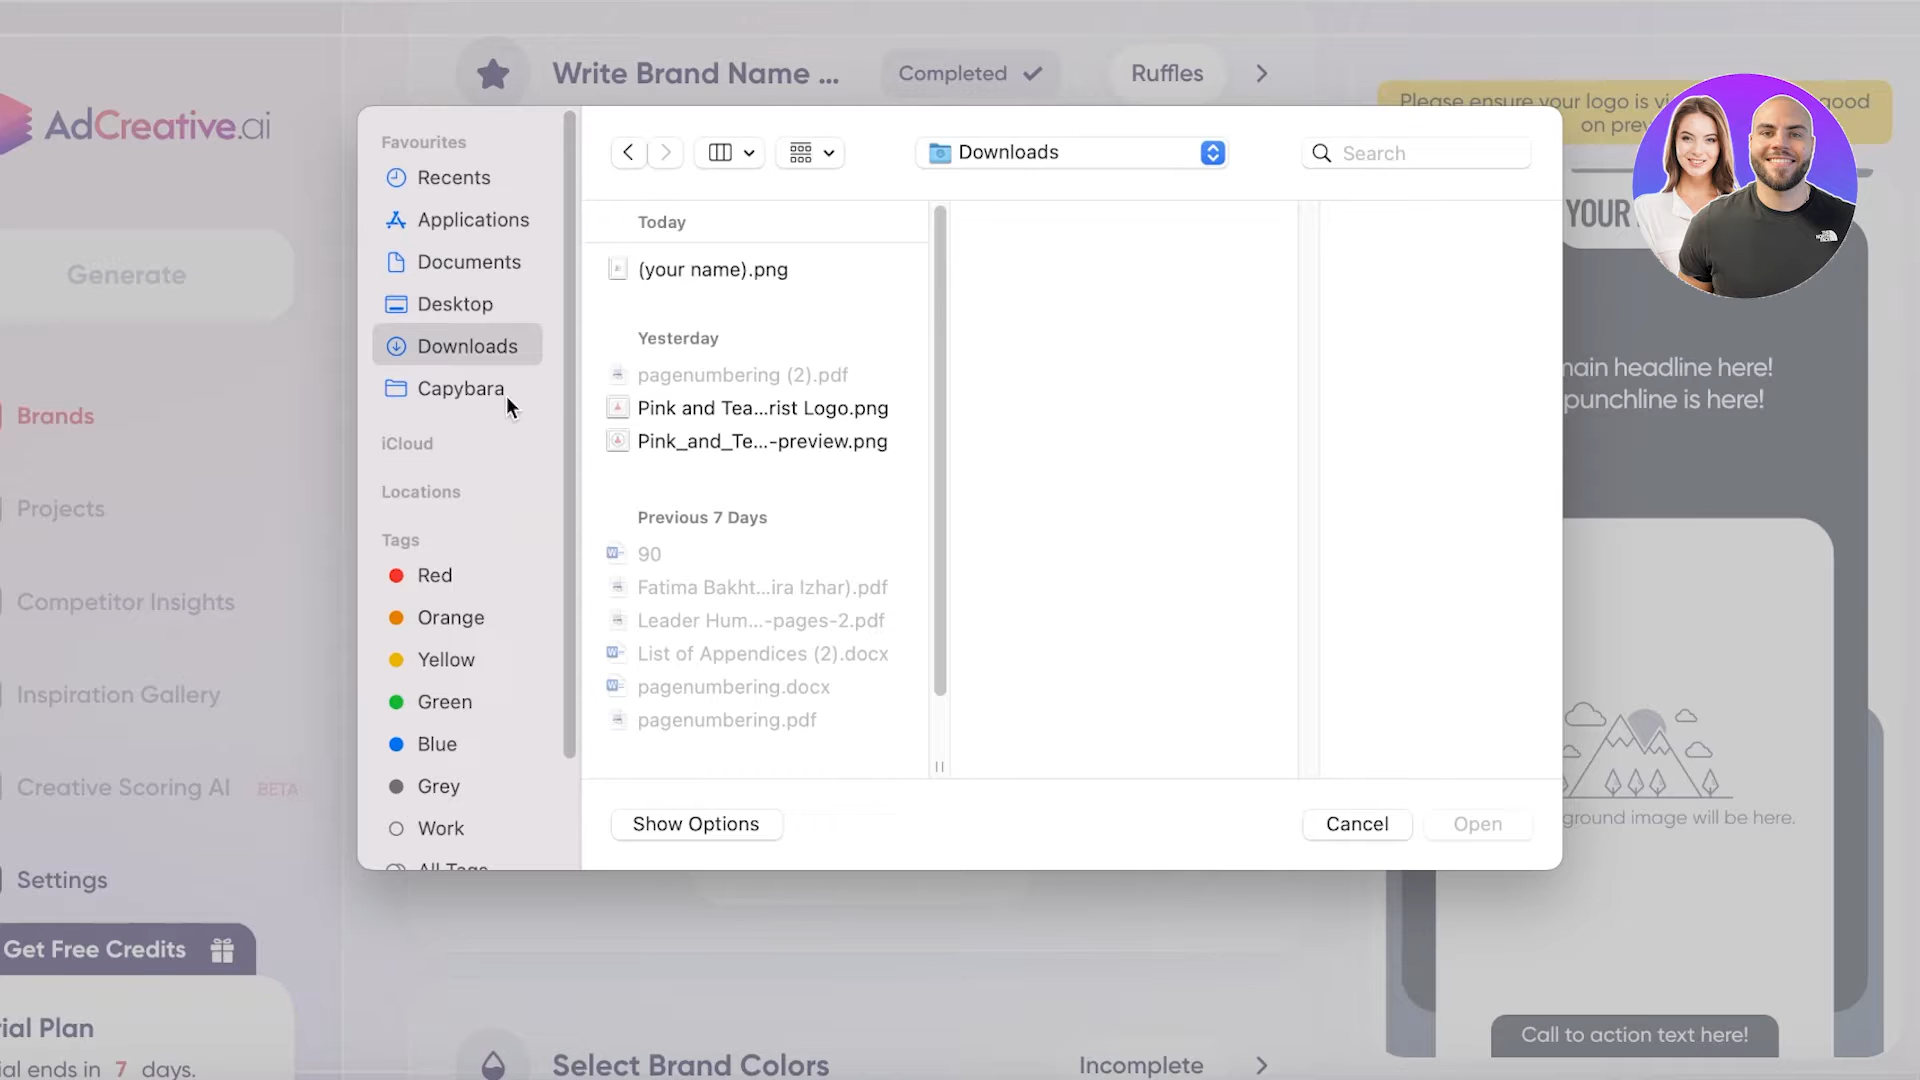 AdCreative.ai
Generate
Brands
Projects
Competitor Insights
Inspiration Gallery
Creative Scoring AI BETA
Settings
Get Free Credits
ial Plan
ial ends in 7 days.
Write Brand Name ...
Completed
Ruffles
Favourites
Recents
Applications
Documents
Desktop
Downloads
Capybara
iCloud
Locations
Tags
Red
Orange
Yellow
Green
Blue
Grey
Work
All Tags
Downloads
Search
Today
(your name).png
Yesterday
pagenumbering (2).pdf
Pink and Tea...rist Logo.png
Pink_and_Te...-preview.png
Previous 7 Days
90
Fatima Bakht...ira Izhar).pdf
Leader Hum...-pages-2.pdf
List of Appendices (2).docx
pagenumbering.docx
pagenumbering.pdf
Show Options
Cancel
Open
Select Brand Colors
Incomplete
Please ensure your logo is vi good
on prev
YOUR
main headline here!
punchline is here!
ground image will be here.
Call to action text here!